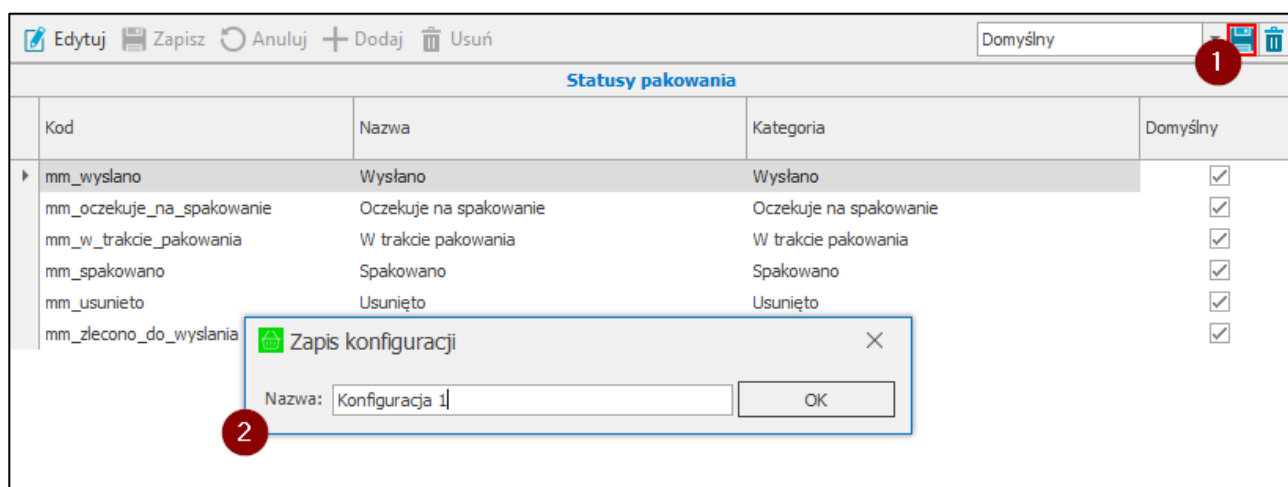 Edytuj Zapisz Anuluj Dodaj Usuń Domyślny
1
Statusy pakowania
Kod Nazwa Kategoria Domyślny
mm_wyslano Wysłano Wysłano
mm_oczekuje_na_spakowanie Oczekuje na spakowanie Oczekuje na spakowanie
mm_w_trakcie_pakowania W trakcie pakowania W trakcie pakowania
mm_spakowano Spakowano Spakowano
mm_usunieto Usunięto Usunięto
mm_zlecono_do_wyslania
Zapis konfiguracji
Nazwa: Konfiguracja 1 OK
2